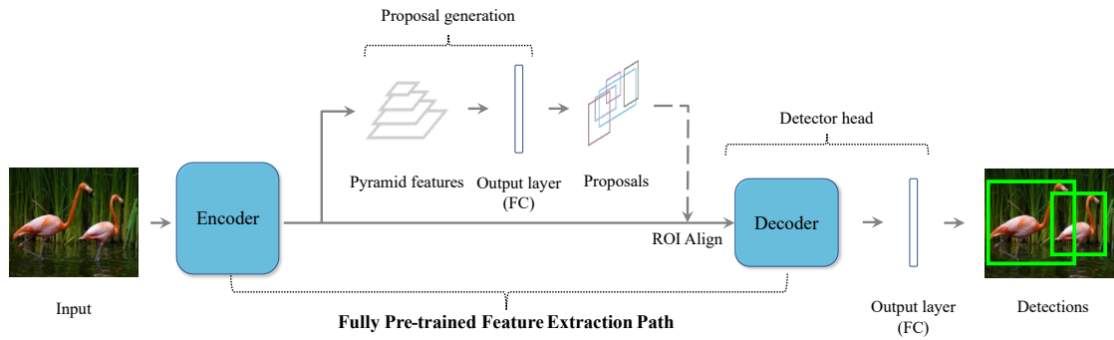 Proposal generation
Detector head
Pyramid features
Output layer
(FC)
Proposals
Encoder
Decoder
ROI Align
Input
Fully Pre-trained Feature Extraction Path
Output layer
(FC)
Detections